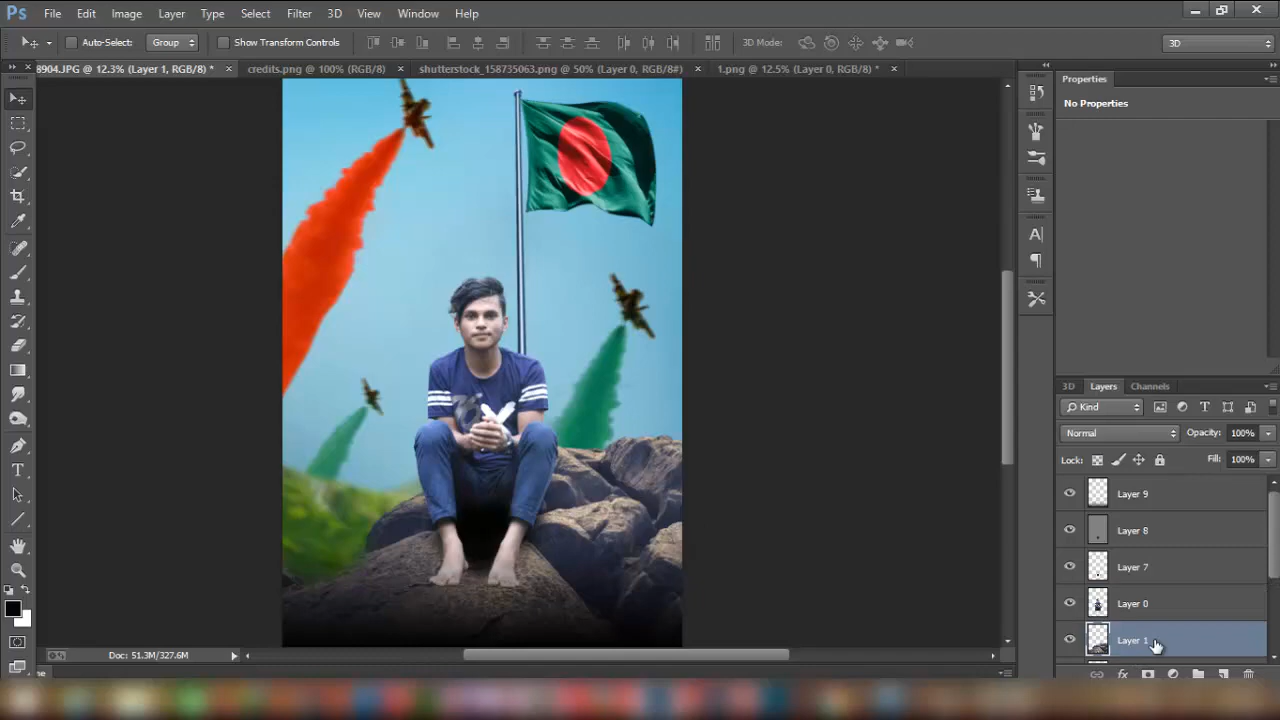 Ps File Edit Image Layer Type Select Filter 3D View Window Help
Auto-Select: Group Show Transform Controls 3D Mode: 3D
8904.JPG @ 12.3% (Layer 1, RGB/8) * credits.png @ 100% (RGB/8) shutterstock_158735063.png @ 50% (Layer 0, RGB/8#) 1.png @ 12.5% (Layer 0, RGB/8) *
Properties
No Properties
3D Layers Channels
Kind
Normal Opacity: 100%
Lock: Fill: 100%
Layer 9
Layer 8
Layer 7
Layer 0
Layer 1
Doc: 51.3M/327.6M